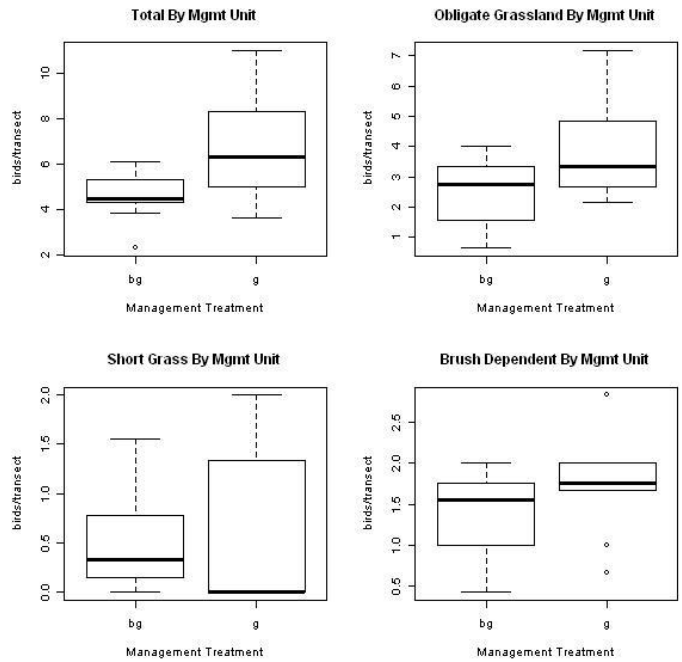 Total By Mgmt Unit
birds/transect
10
8
6
4
2
bg g
Management Treatment
Obligate Grassland By Mgmt Unit
birds/transect
7
6
5
4
3
2
1
bg g
Management Treatment
Short Grass By Mgmt Unit
birds/transect
2.0
1.5
1.0
0.5
0.0
bg g
Management Treatment
Brush Dependent By Mgmt Unit
birds/transect
2.5
2.0
1.5
1.0
0.5
bg g
Management Treatment